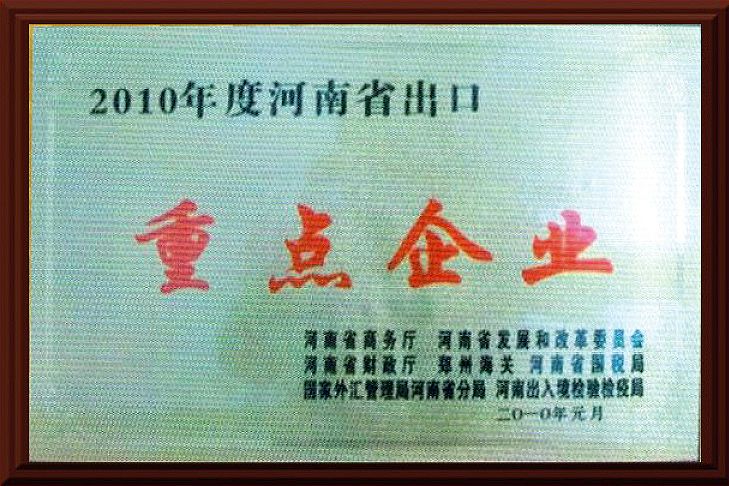 2010年度河南省出口
重点企业
河南省商务厅 河南省发展和改革委员会
河南省财政厅 郑州海关 河南省国税局
国家外汇管理局河南省分局 河南出入境检验检疫局
二〇一〇年元月